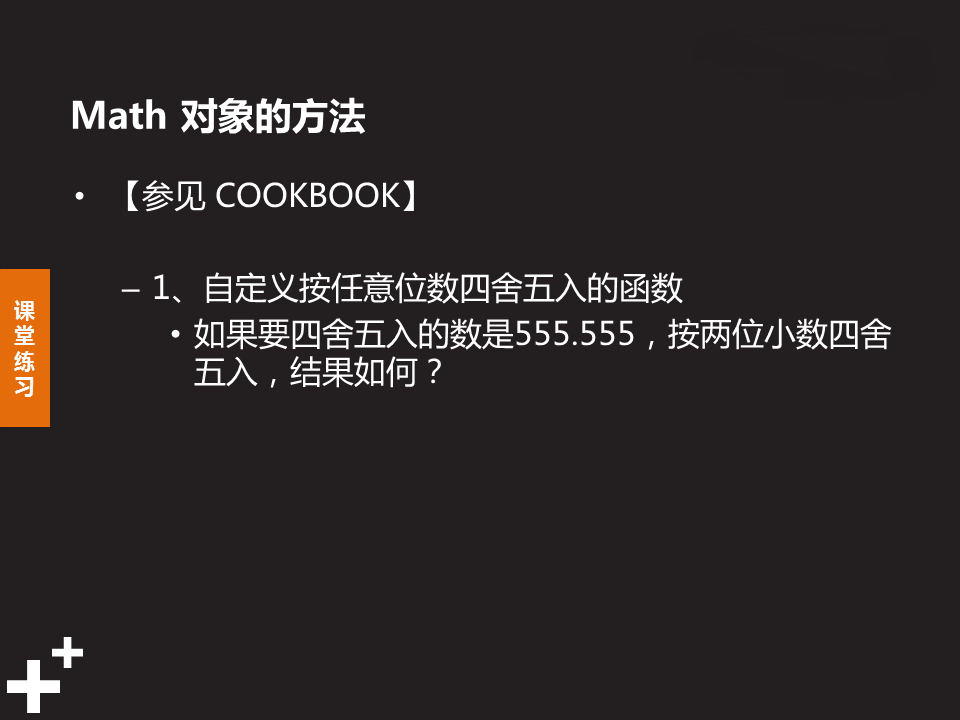 Math 对象的方法
• 【参见 COOKBOOK】
– 1、自定义按任意位数四舍五入的函数
• 如果要四舍五入的数是555.555，按两位小数四舍
五入，结果如何？
课
堂
练
习